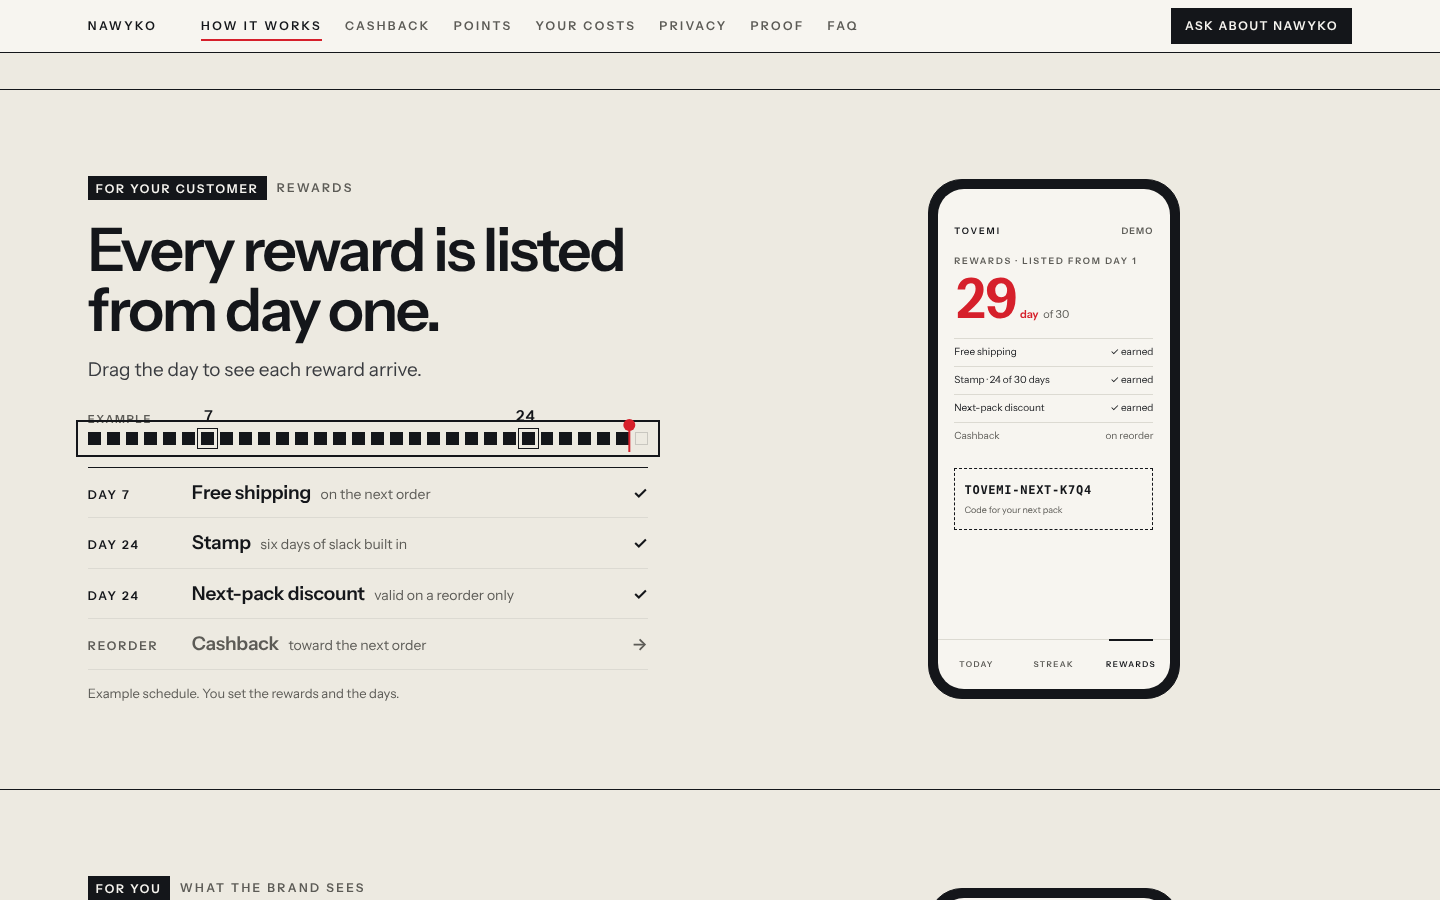 NAWYKO HOW IT WORKS CASHBACK POINTS YOUR COSTS PRIVACY PROOF FAQ ASK ABOUT NAWYKO
FOR YOUR CUSTOMER REWARDS
Every reward is listed
from day one.
Drag the day to see each reward arrive.
EXAMPLE 7 24
DAY 7 Free shipping on the next order ✓
DAY 24 Stamp six days of slack built in ✓
DAY 24 Next-pack discount valid on a reorder only ✓
REORDER Cashback toward the next order →
Example schedule. You set the rewards and the days.
TOVEMI DEMO
REWARDS · LISTED FROM DAY 1
29 day of 30
Free shipping ✓ earned
Stamp · 24 of 30 days ✓ earned
Next-pack discount ✓ earned
Cashback on reorder
TOVEMI-NEXT-K7Q4
Code for your next pack
TODAY STREAK REWARDS
FOR YOU WHAT THE BRAND SEES